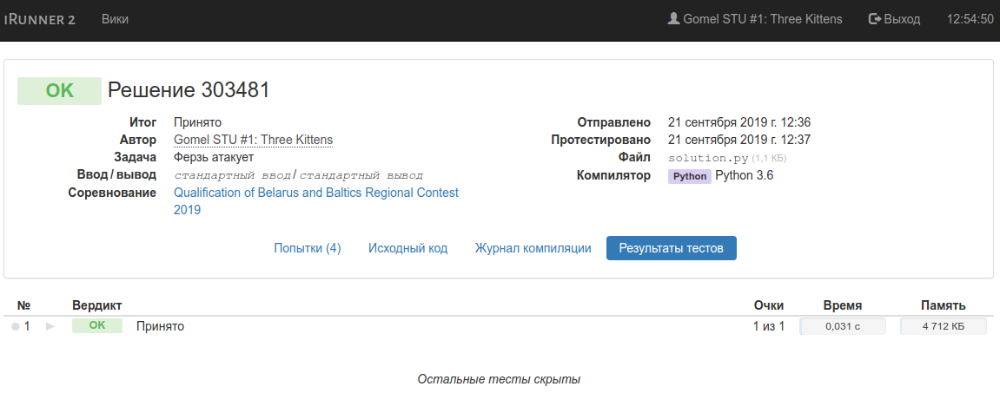 iRunner 2 Вики Gomel STU #1: Three Kittens Выход 12:54:50
OK Решение 303481
Итог Принято
Автор Gomel STU #1: Three Kittens
Задача Ферзь атакует
Ввод / вывод стандартный ввод / стандартный вывод
Соревнование Qualification of Belarus and Baltics Regional Contest
2019
Отправлено 21 сентября 2019 г. 12:36
Протестировано 21 сентября 2019 г. 12:37
Файл solution.py (1,1 КБ)
Компилятор Python Python 3.6
Попытки (4) Исходный код Журнал компиляции Результаты тестов
№ Вердикт Очки Время Память
1 OK Принято 1 из 1 0,031 с 4 712 КБ
Остальные тесты скрыты